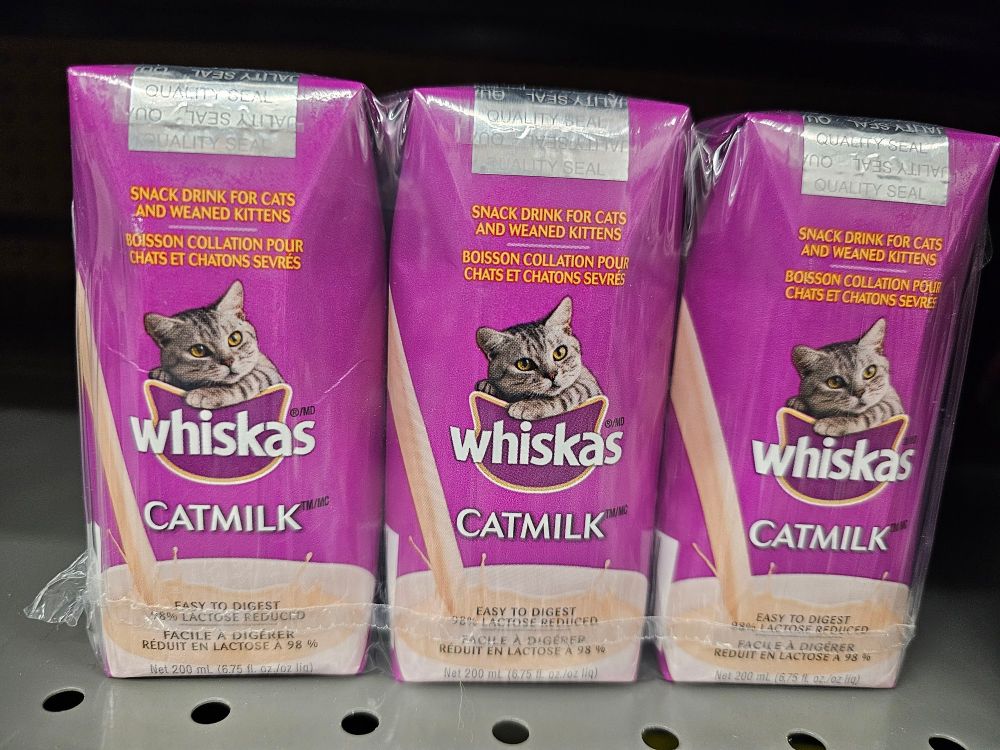 QUALITY SEAL
QUALITY SEAL
SNACK DRINK FOR CATS
AND WEANED KITTENS
BOISSON COLLATION POUR
CHATS ET CHATONS SEVRÉS
whiskas ®/MD
CATMILK TM/MC
EASY TO DIGEST
98% LACTOSE REDUCED
FACILE À DIGÉRER
RÉDUIT EN LACTOSE À 98 %
Net 200 mL (6.75 fl. oz./oz liq)
QUALITY SEAL
QUALITY SEAL
SNACK DRINK FOR CATS
AND WEANED KITTENS
BOISSON COLLATION POUR
CHATS ET CHATONS SEVRÉS
whiskas ®/MD
CATMILK TM/MC
EASY TO DIGEST
98% LACTOSE REDUCED
FACILE À DIGÉRER
RÉDUIT EN LACTOSE À 98 %
Net 200 mL (6.75 fl. oz./oz liq)
QUALITY SEAL
QUALITY SEAL
SNACK DRINK FOR CATS
AND WEANED KITTENS
BOISSON COLLATION POUR
CHATS ET CHATONS SEVRÉS
whiskas
CATMILK TM/MC
EASY TO DIGEST
98% LACTOSE REDUCED
FACILE À DIGÉRER
RÉDUIT EN LACTOSE À 98 %
Net 200 mL (6.75 fl. oz./oz liq)